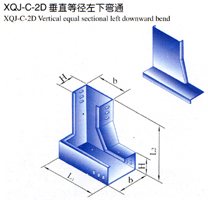 XQJ-C-2D 垂直等径左下弯通
XQJ-C-2D Vertical equal sectional left downward bend
H
b
L₂
L₁
b
H